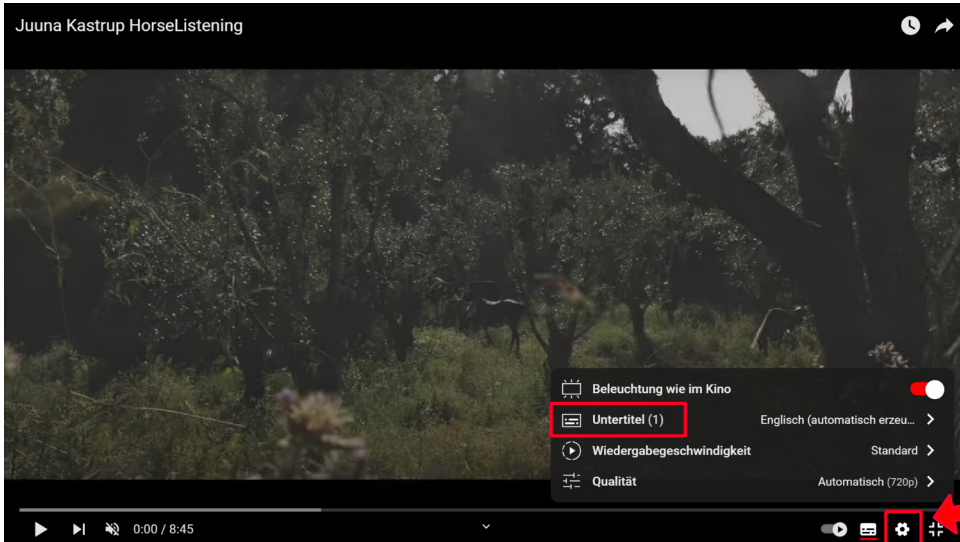 Juuna Kastrup HorseListening
Beleuchtung wie im Kino
Untertitel (1) Englisch (automatisch erzeu...
Wiedergabegeschwindigkeit Standard
Qualität Automatisch (720p)
0:00 / 8:45